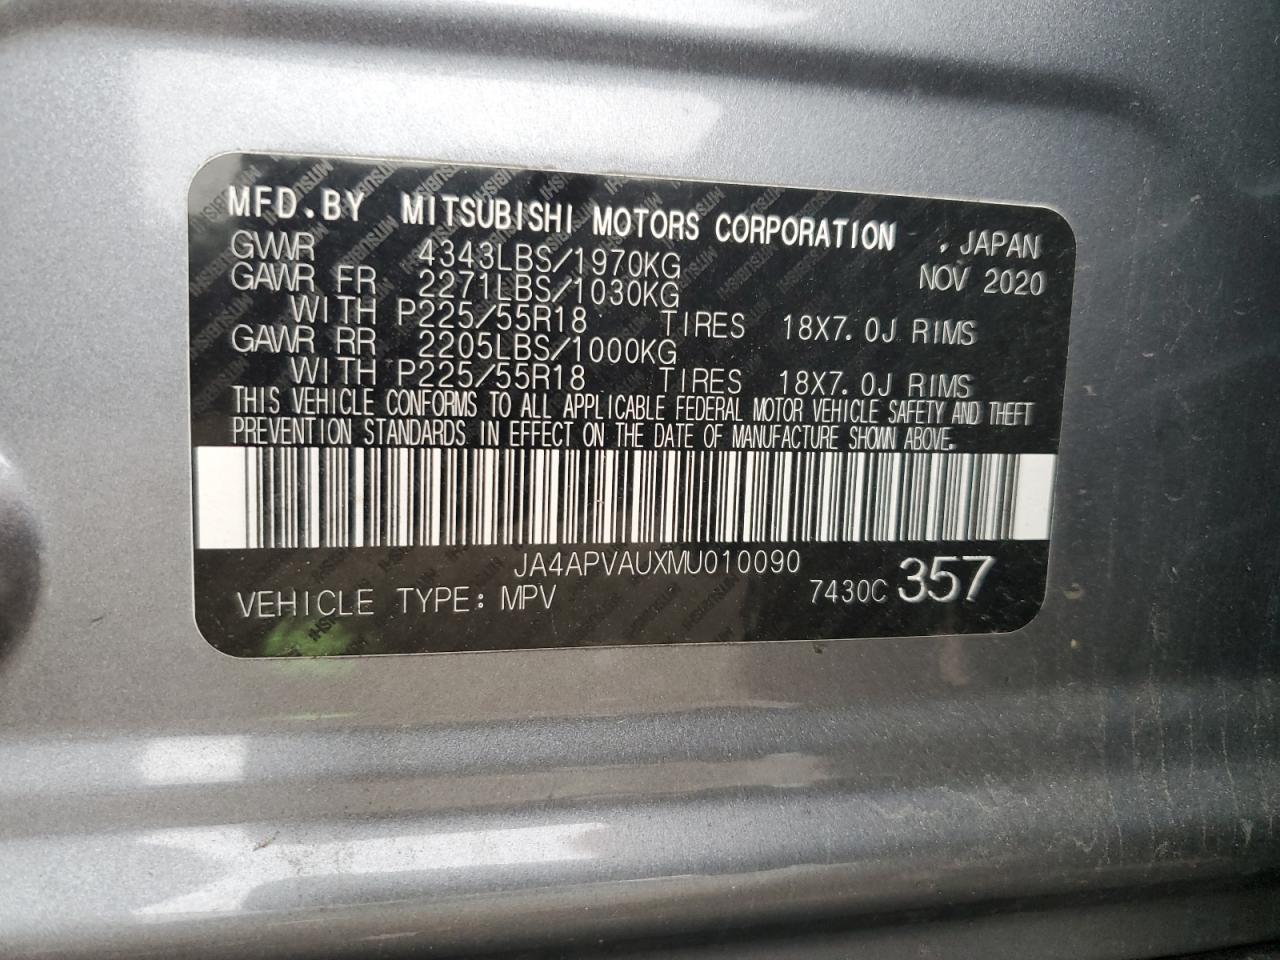 MFD.BY MITSUBISHI MOTORS CORPORATION , JAPAN
GVWR 4343LBS/1970KG NOV 2020
GAWR FR 2271LBS/1030KG
WITH P225/55R18 TIRES 18X7.0J RIMS
GAWR RR 2205LBS/1000KG
WITH P225/55R18 TIRES 18X7.0J RIMS
THIS VEHICLE CONFORMS TO ALL APPLICABLE FEDERAL MOTOR VEHICLE SAFETY AND THEFT
PREVENTION STANDARDS IN EFFECT ON THE DATE OF MANUFACTURE SHOWN ABOVE.
JA4APVAUXMU010090
VEHICLE TYPE: MPV 7430C 357